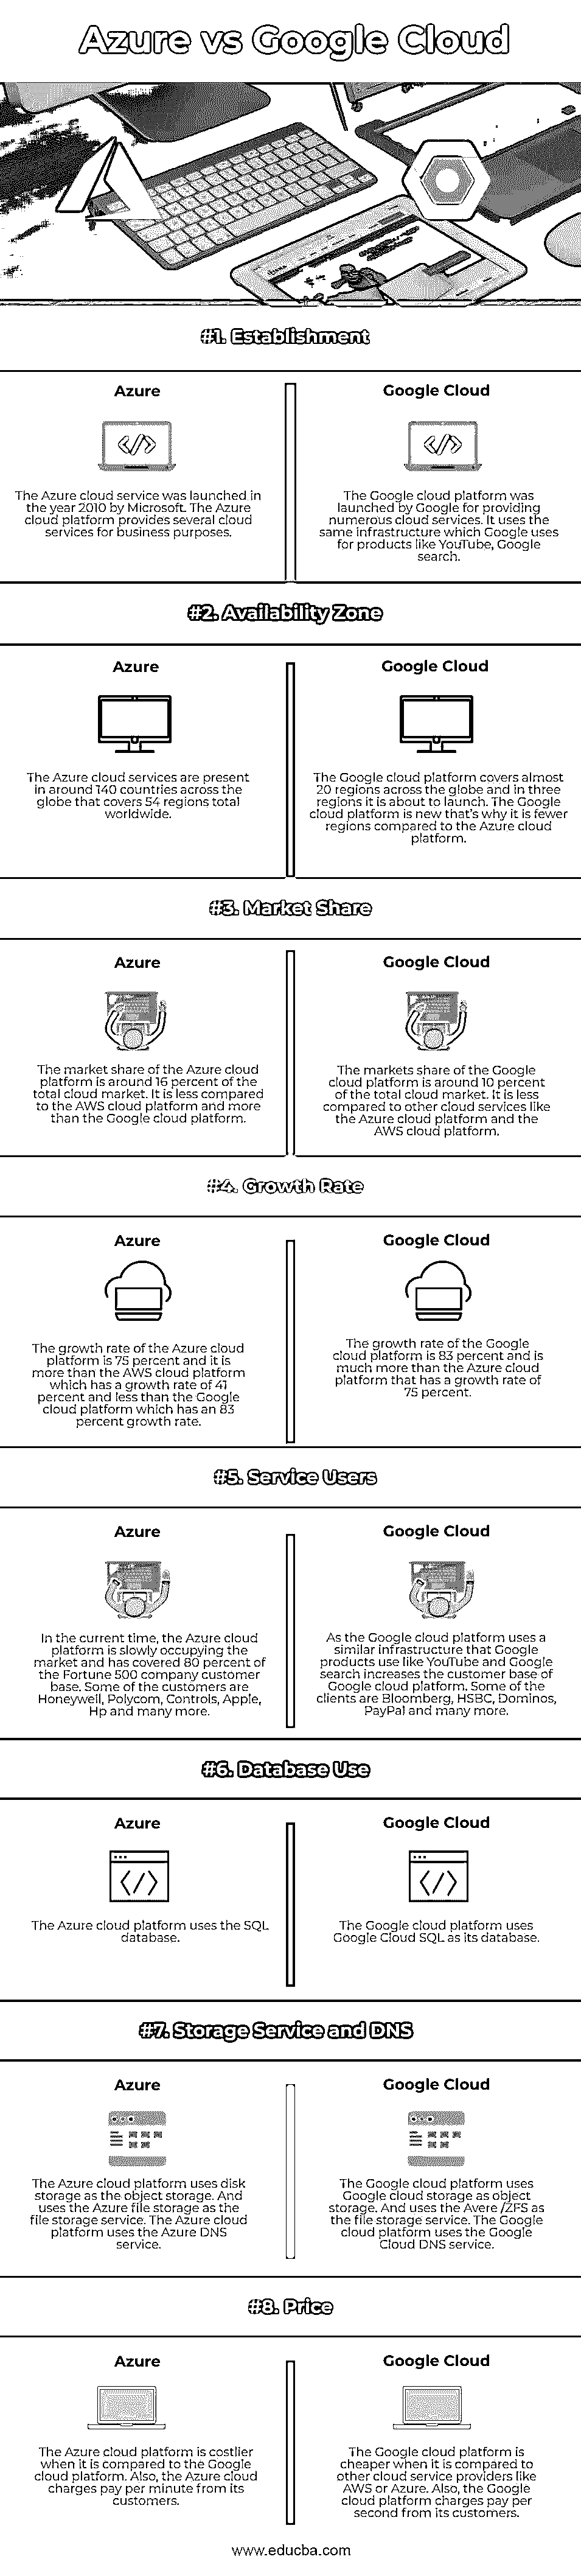 Azure vs Google Cloud
#1. Establishment
Azure
The Azure cloud service was launched in
the year 2010 by Microsoft. The Azure
cloud platform provides several cloud
services for business purposes.
Google Cloud
The Google cloud platform was
launched by Google for providing
numerous cloud services. It uses the
same infrastructure which Google uses
for products like YouTube, Google
search.
#2. Availability Zone
Azure
The Azure cloud services are present
in around 140 countries across the
globe that covers 54 regions total
worldwide.
Google Cloud
The Google cloud platform covers almost
20 regions across the globe and in three
regions it is about to launch. The Google
cloud platform is new that's why it is fewer
regions compared to the Azure cloud
platform.
#3. Market Share
Azure
The market share of the Azure cloud
platform is around 16 percent of the
total cloud market. It is less compared
to the AWS cloud platform and more
than the Google cloud platform.
Google Cloud
The markets share of the Google
cloud platform is around 10 percent
of the total cloud market. It is less
compared to other cloud services like
the Azure cloud platform and the
AWS cloud platform.
#4. Growth Rate
Azure
The growth rate of the Azure cloud
platform is 75 percent and it is
more than the AWS cloud platform
which has a growth rate of 41
percent and less than the Google
cloud platform which has an 83
percent growth rate.
Google Cloud
The growth rate of the Google
cloud platform is 83 percent and is
much more than the Azure cloud
platform that has a growth rate of
75 percent.
#5. Service Users
Azure
In the current time, the Azure cloud
platform is slowly occupying the
market and has covered 80 percent of
the Fortune 500 company customer
base. Some of the customers are
Honeywell, Polycom, Controls, Apple,
Hp and many more.
Google Cloud
As the Google cloud platform uses a
similar infrastructure that Google
products use like YouTube and Google
search increases the customer base of
Google cloud platform. Some of the
clients are Bloomberg, HSBC, Dominos,
PayPal and many more.
#6. Database Use
Azure
The Azure cloud platform uses the SQL
database.
Google Cloud
The Google cloud platform uses
Google Cloud SQL as its database.
#7. Storage Service and DNS
Azure
The Azure cloud platform uses disk
storage as the object storage. And
uses the Azure file storage as the
file storage service. The Azure cloud
platform uses the Azure DNS
service.
Google Cloud
The Google cloud platform uses
Google cloud storage as object
storage. And uses the Avere /ZFS as
the file storage service. The Google
cloud platform uses the Google
Cloud DNS service.
#8. Price
Azure
The Azure cloud platform is costlier
when it is compared to the Google
cloud platform. Also, the Azure cloud
charges pay per minute from its
customers.
Google Cloud
The Google cloud platform is
cheaper when it is compared to
other cloud service providers like
AWS or Azure. Also, the Google
cloud platform charges pay per
second from its customers.
www.educba.com